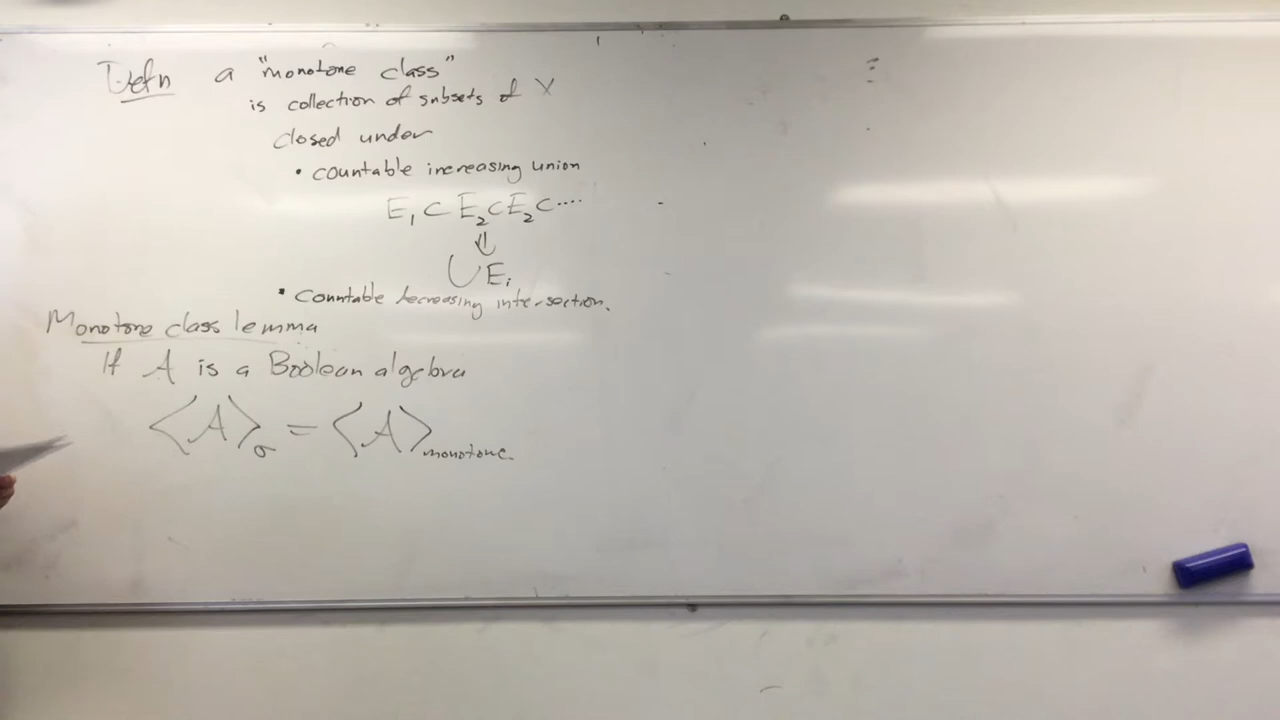 Defn a "monotone class"
is collection of subsets of X
closed under
• countable increasing union
E₁ ⊂ E₂ ⊂ E₂ ⊂ ····
⇓
∪ Eᵢ
• countable decreasing intersection.
Monotone class lemma
If A is a Boolean algebra
⟨A⟩σ = ⟨A⟩monotone.